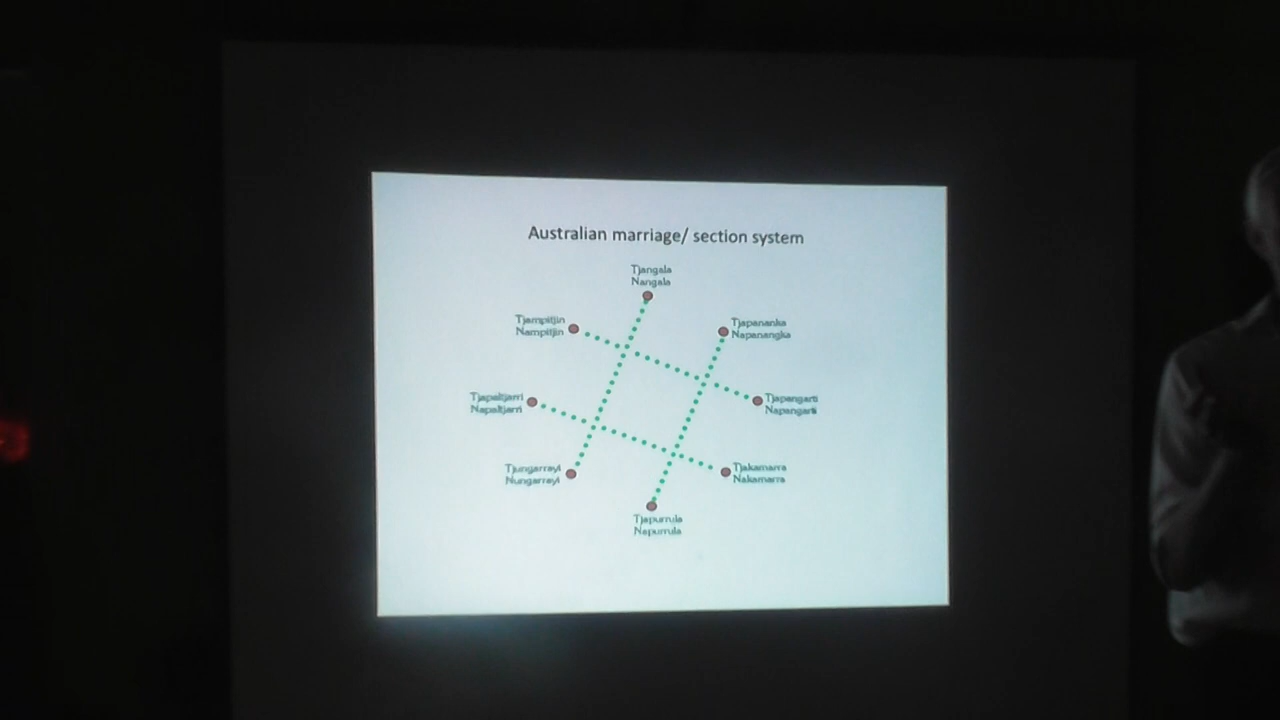 Australian marriage/ section system
Tjangala
Nangala
Tjampitjin
Nampitjin
Tjapananka
Napanangka
Tjapaltjarri
Napaltjarri
Tjapangarti
Napangarti
Tjungarrayi
Nungarrayi
Tjakamarra
Nakamarra
Tjapurrula
Napurrula